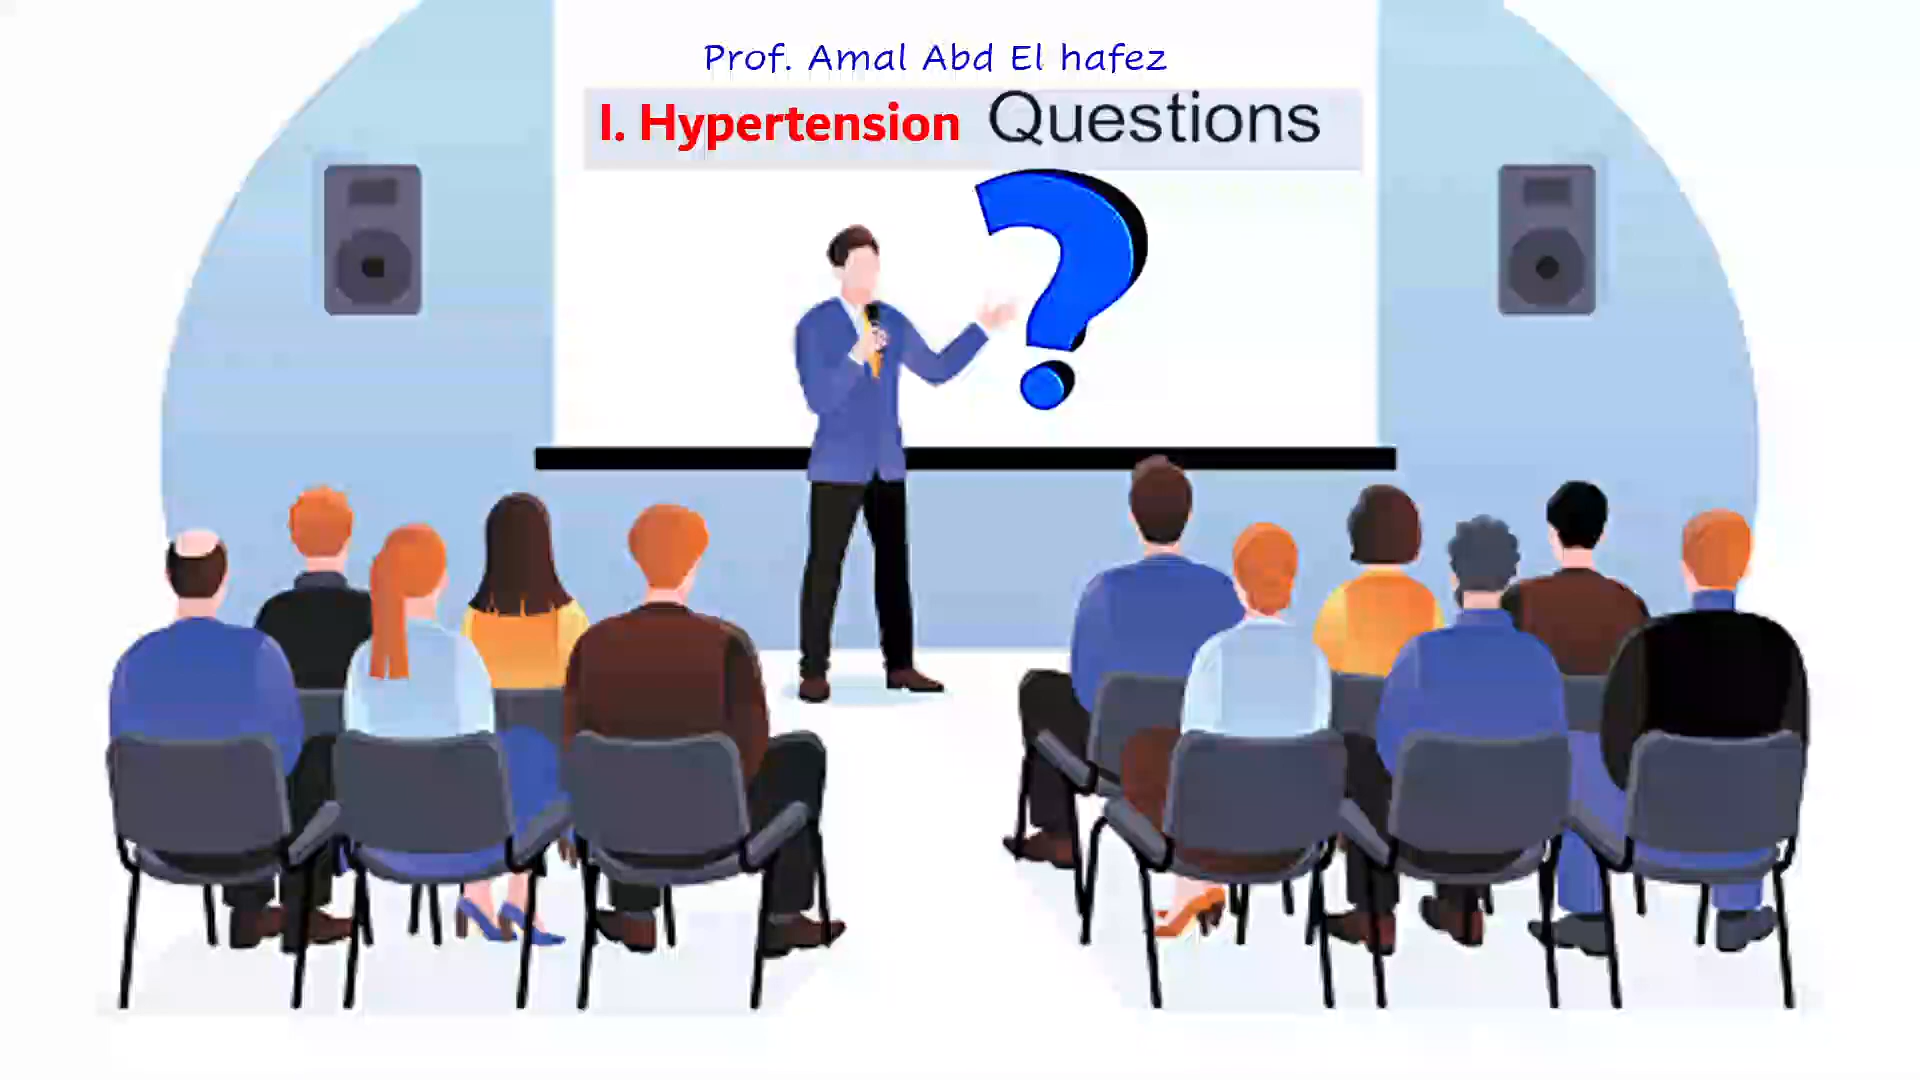 Prof. Amal Abd El hafez
I. Hypertension Questions
?